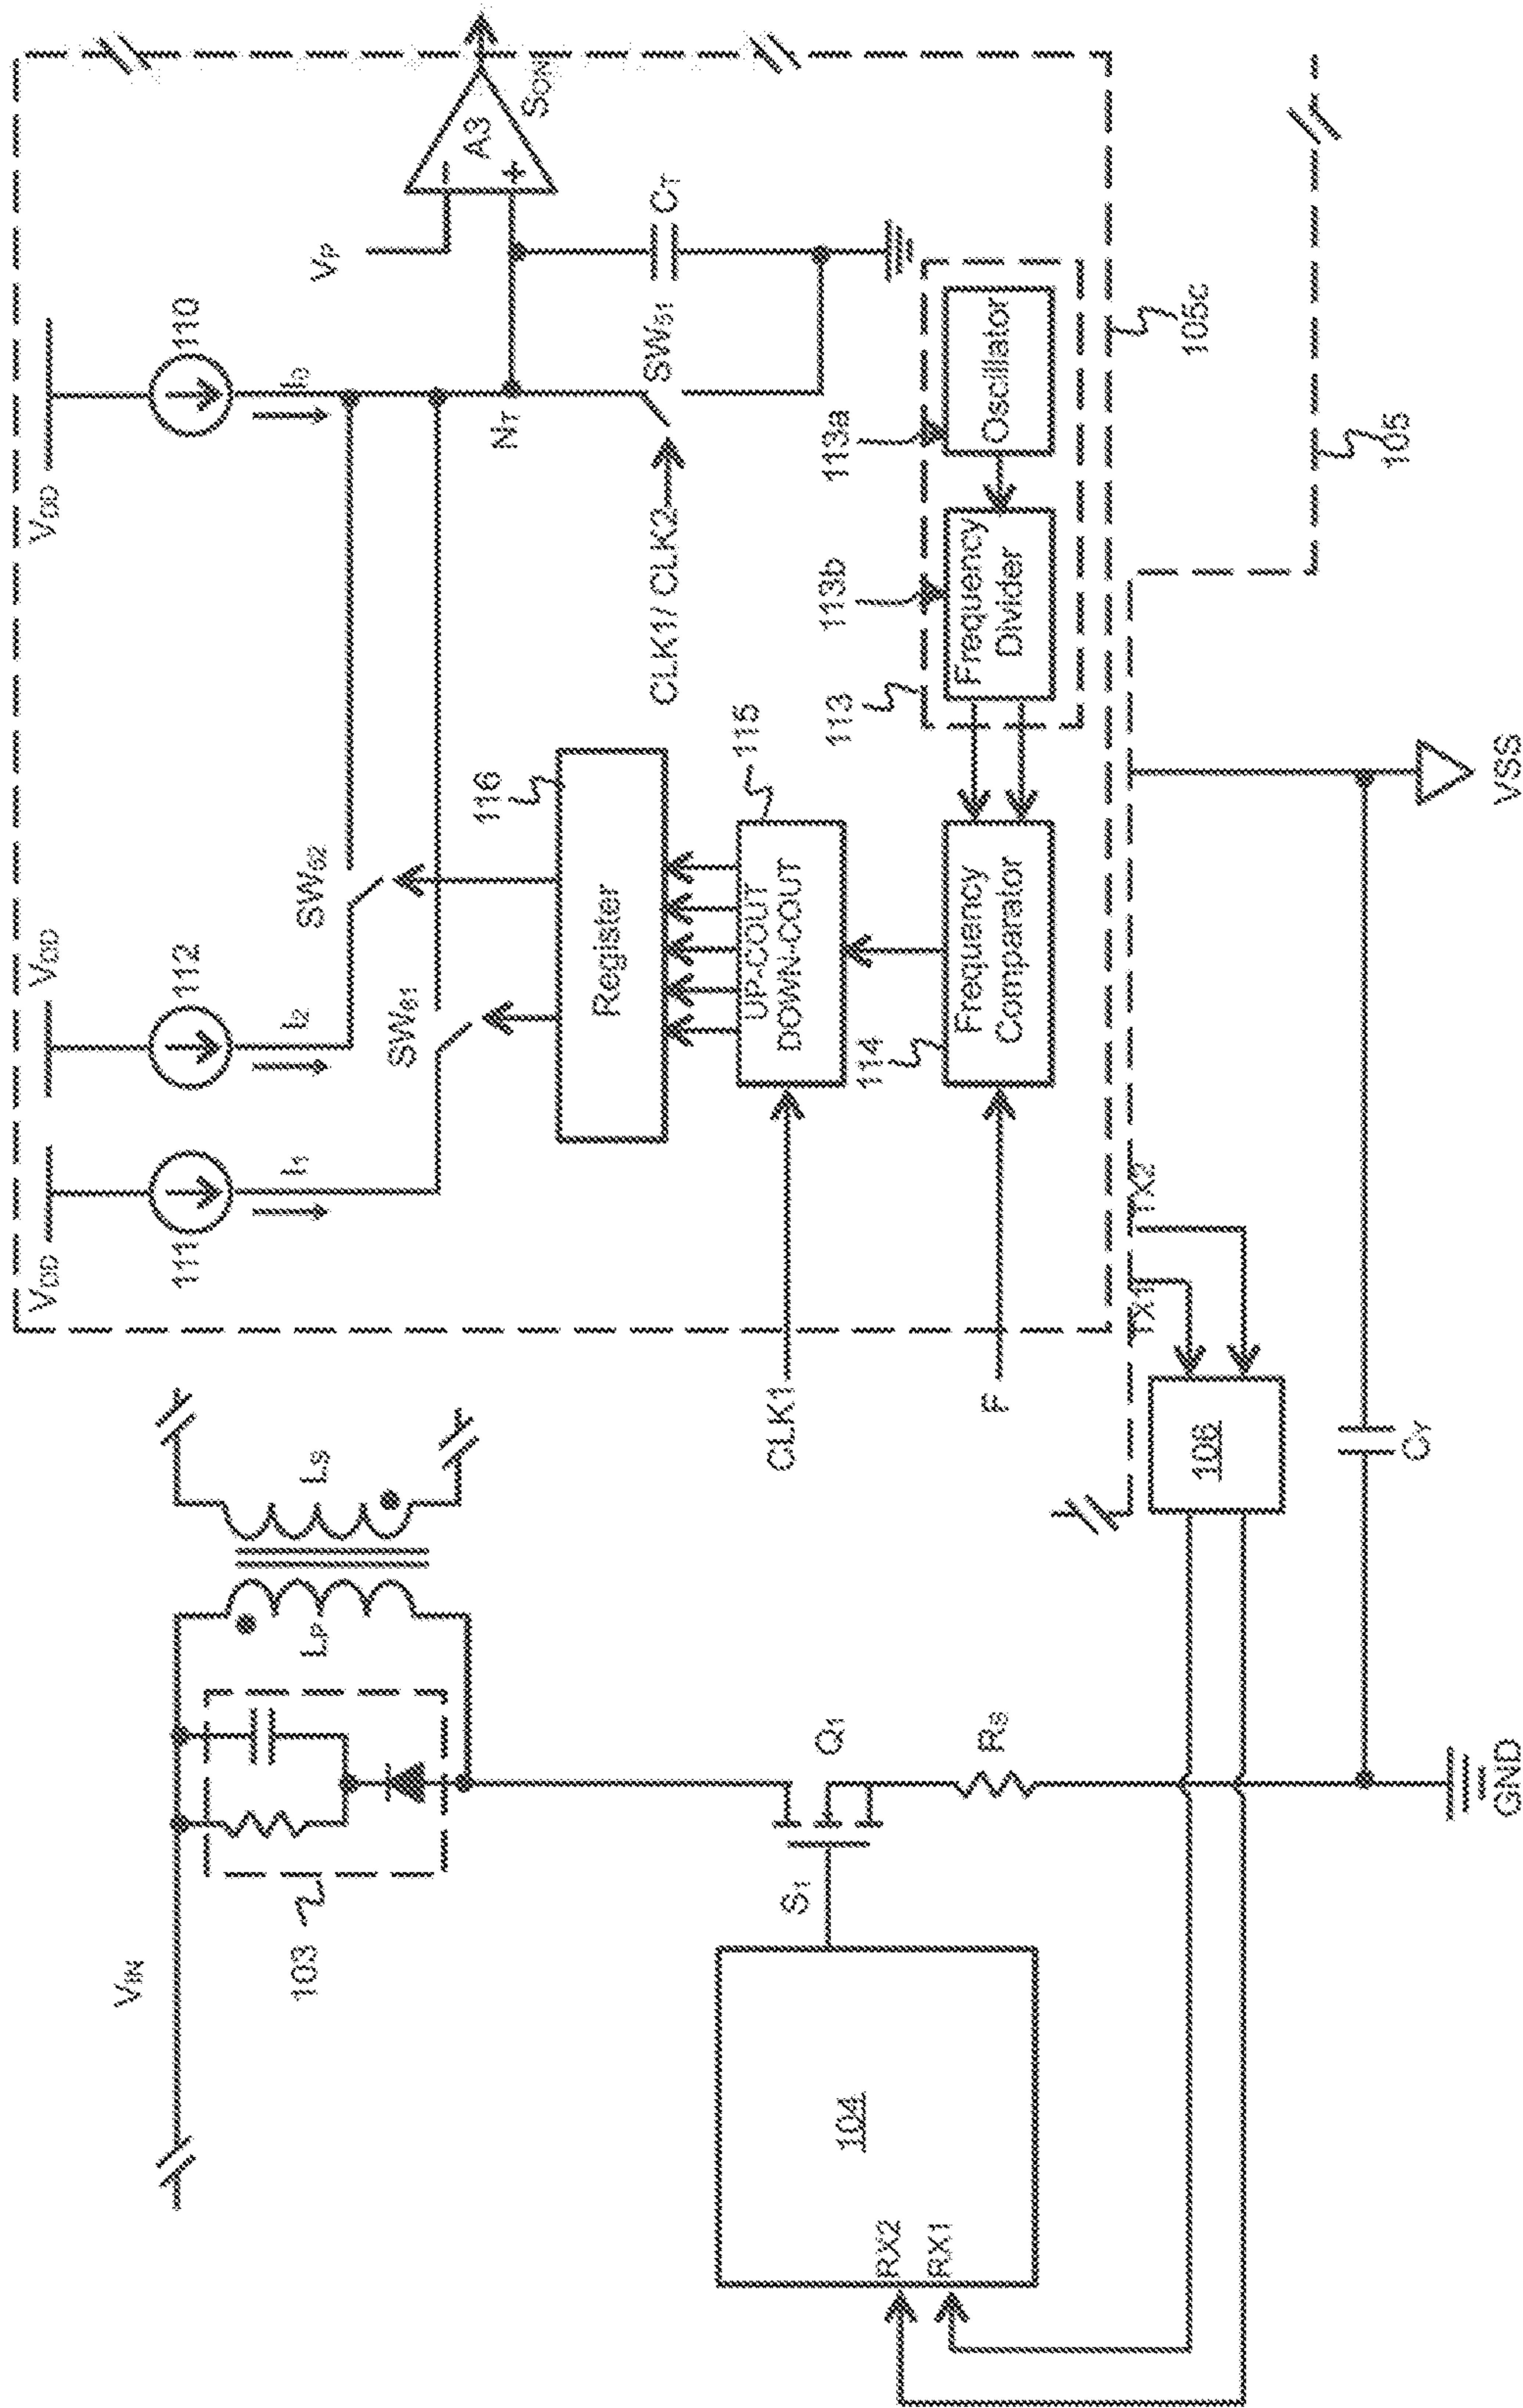 VDD
VDD
VDD
111
112
110
I1
I2
I0
SW62
SW61
NT
VP
A3
SON
CT
SW51
CLK1/ CLK2
116
Register
115
UP-COUT
DOWN-COUT
CLK1
114
Frequency
Comparator
F
113
113b
Frequency
Divider
113a
Oscillator
105c
105
TX1
TX2
106
CY
VSS
VIN
103
LP
LS
104
S1
Q1
RS
RX2
RX1
GND